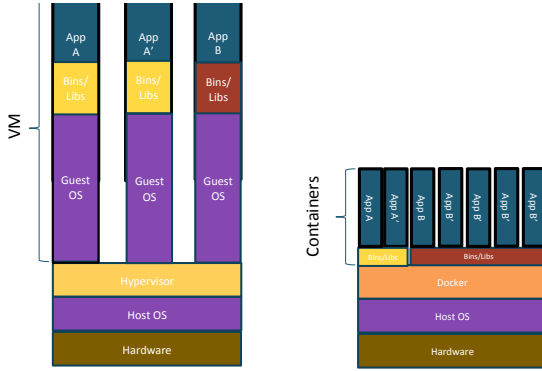 App
A
App
A’
App
B
Bins/
Libs
Bins/
Libs
Bins/
Libs
VM
Guest
OS
Guest
OS
Guest
OS
Hypervisor
Host OS
Hardware
Containers
App A
App A’
App B
App B’
App B’
App B’
App B’
Bins/Libs
Bins/Libs
Docker
Host OS
Hardware